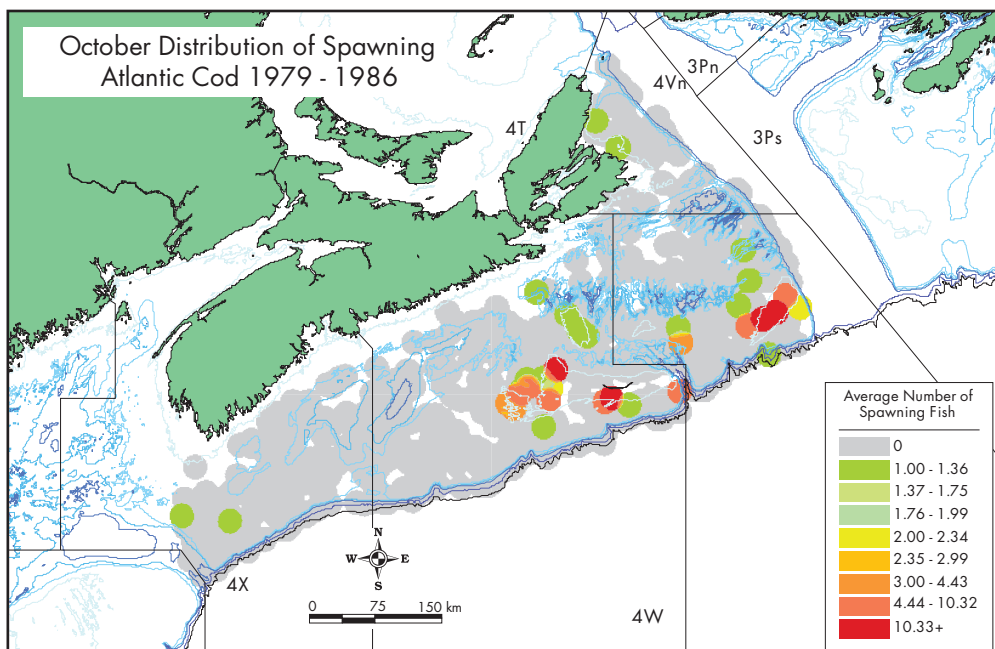 October Distribution of Spawning
Atlantic Cod 1979 - 1986
3Pn
4Vn
4T
3Ps
Average Number of
Spawning Fish
0
1.00 - 1.36
1.37 - 1.75
1.76 - 1.99
2.00 - 2.34
2.35 - 2.99
3.00 - 4.43
4.44 - 10.32
10.33+
N
W E
S
4X
0 75 150 km
4W